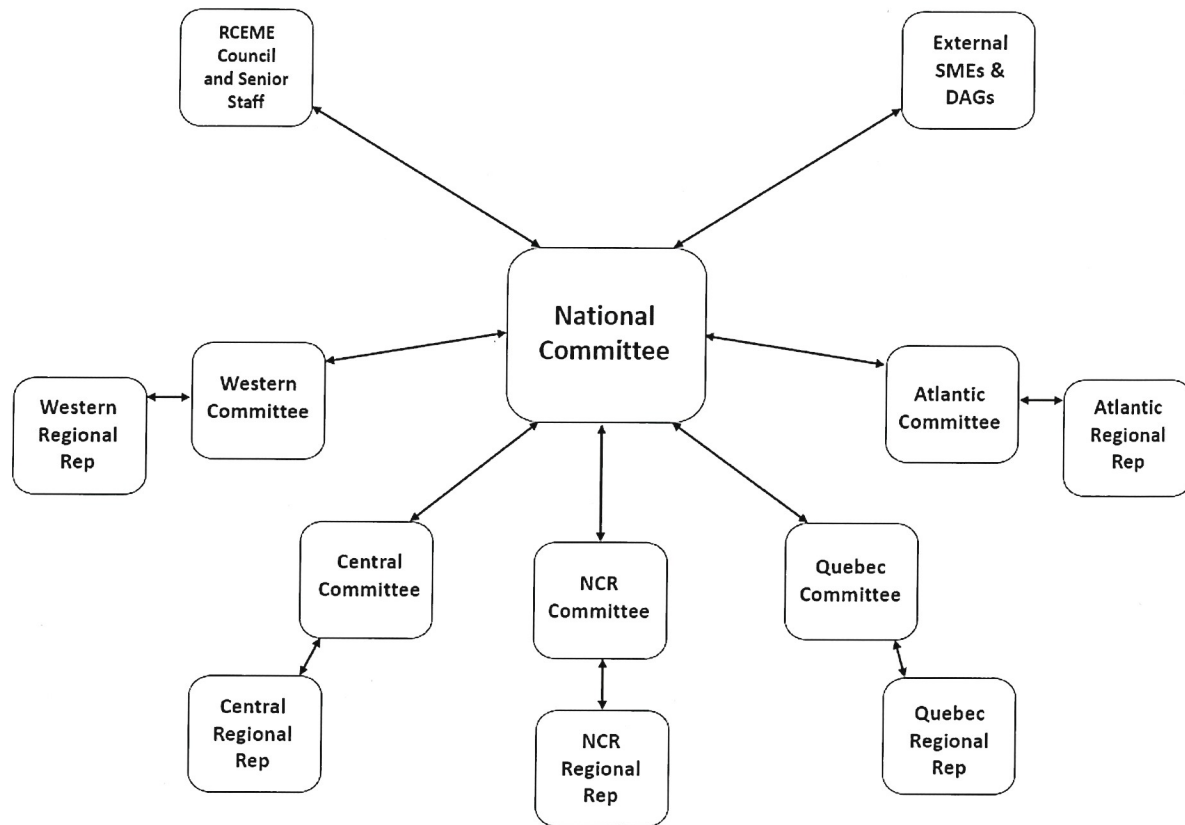 RCEME
Council
and Senior
Staff
External
SMEs &
DAGs
National
Committee
Western
Committee
Western
Regional
Rep
Atlantic
Committee
Atlantic
Regional
Rep
Central
Committee
NCR
Committee
Quebec
Committee
Central
Regional
Rep
NCR
Regional
Rep
Quebec
Regional
Rep